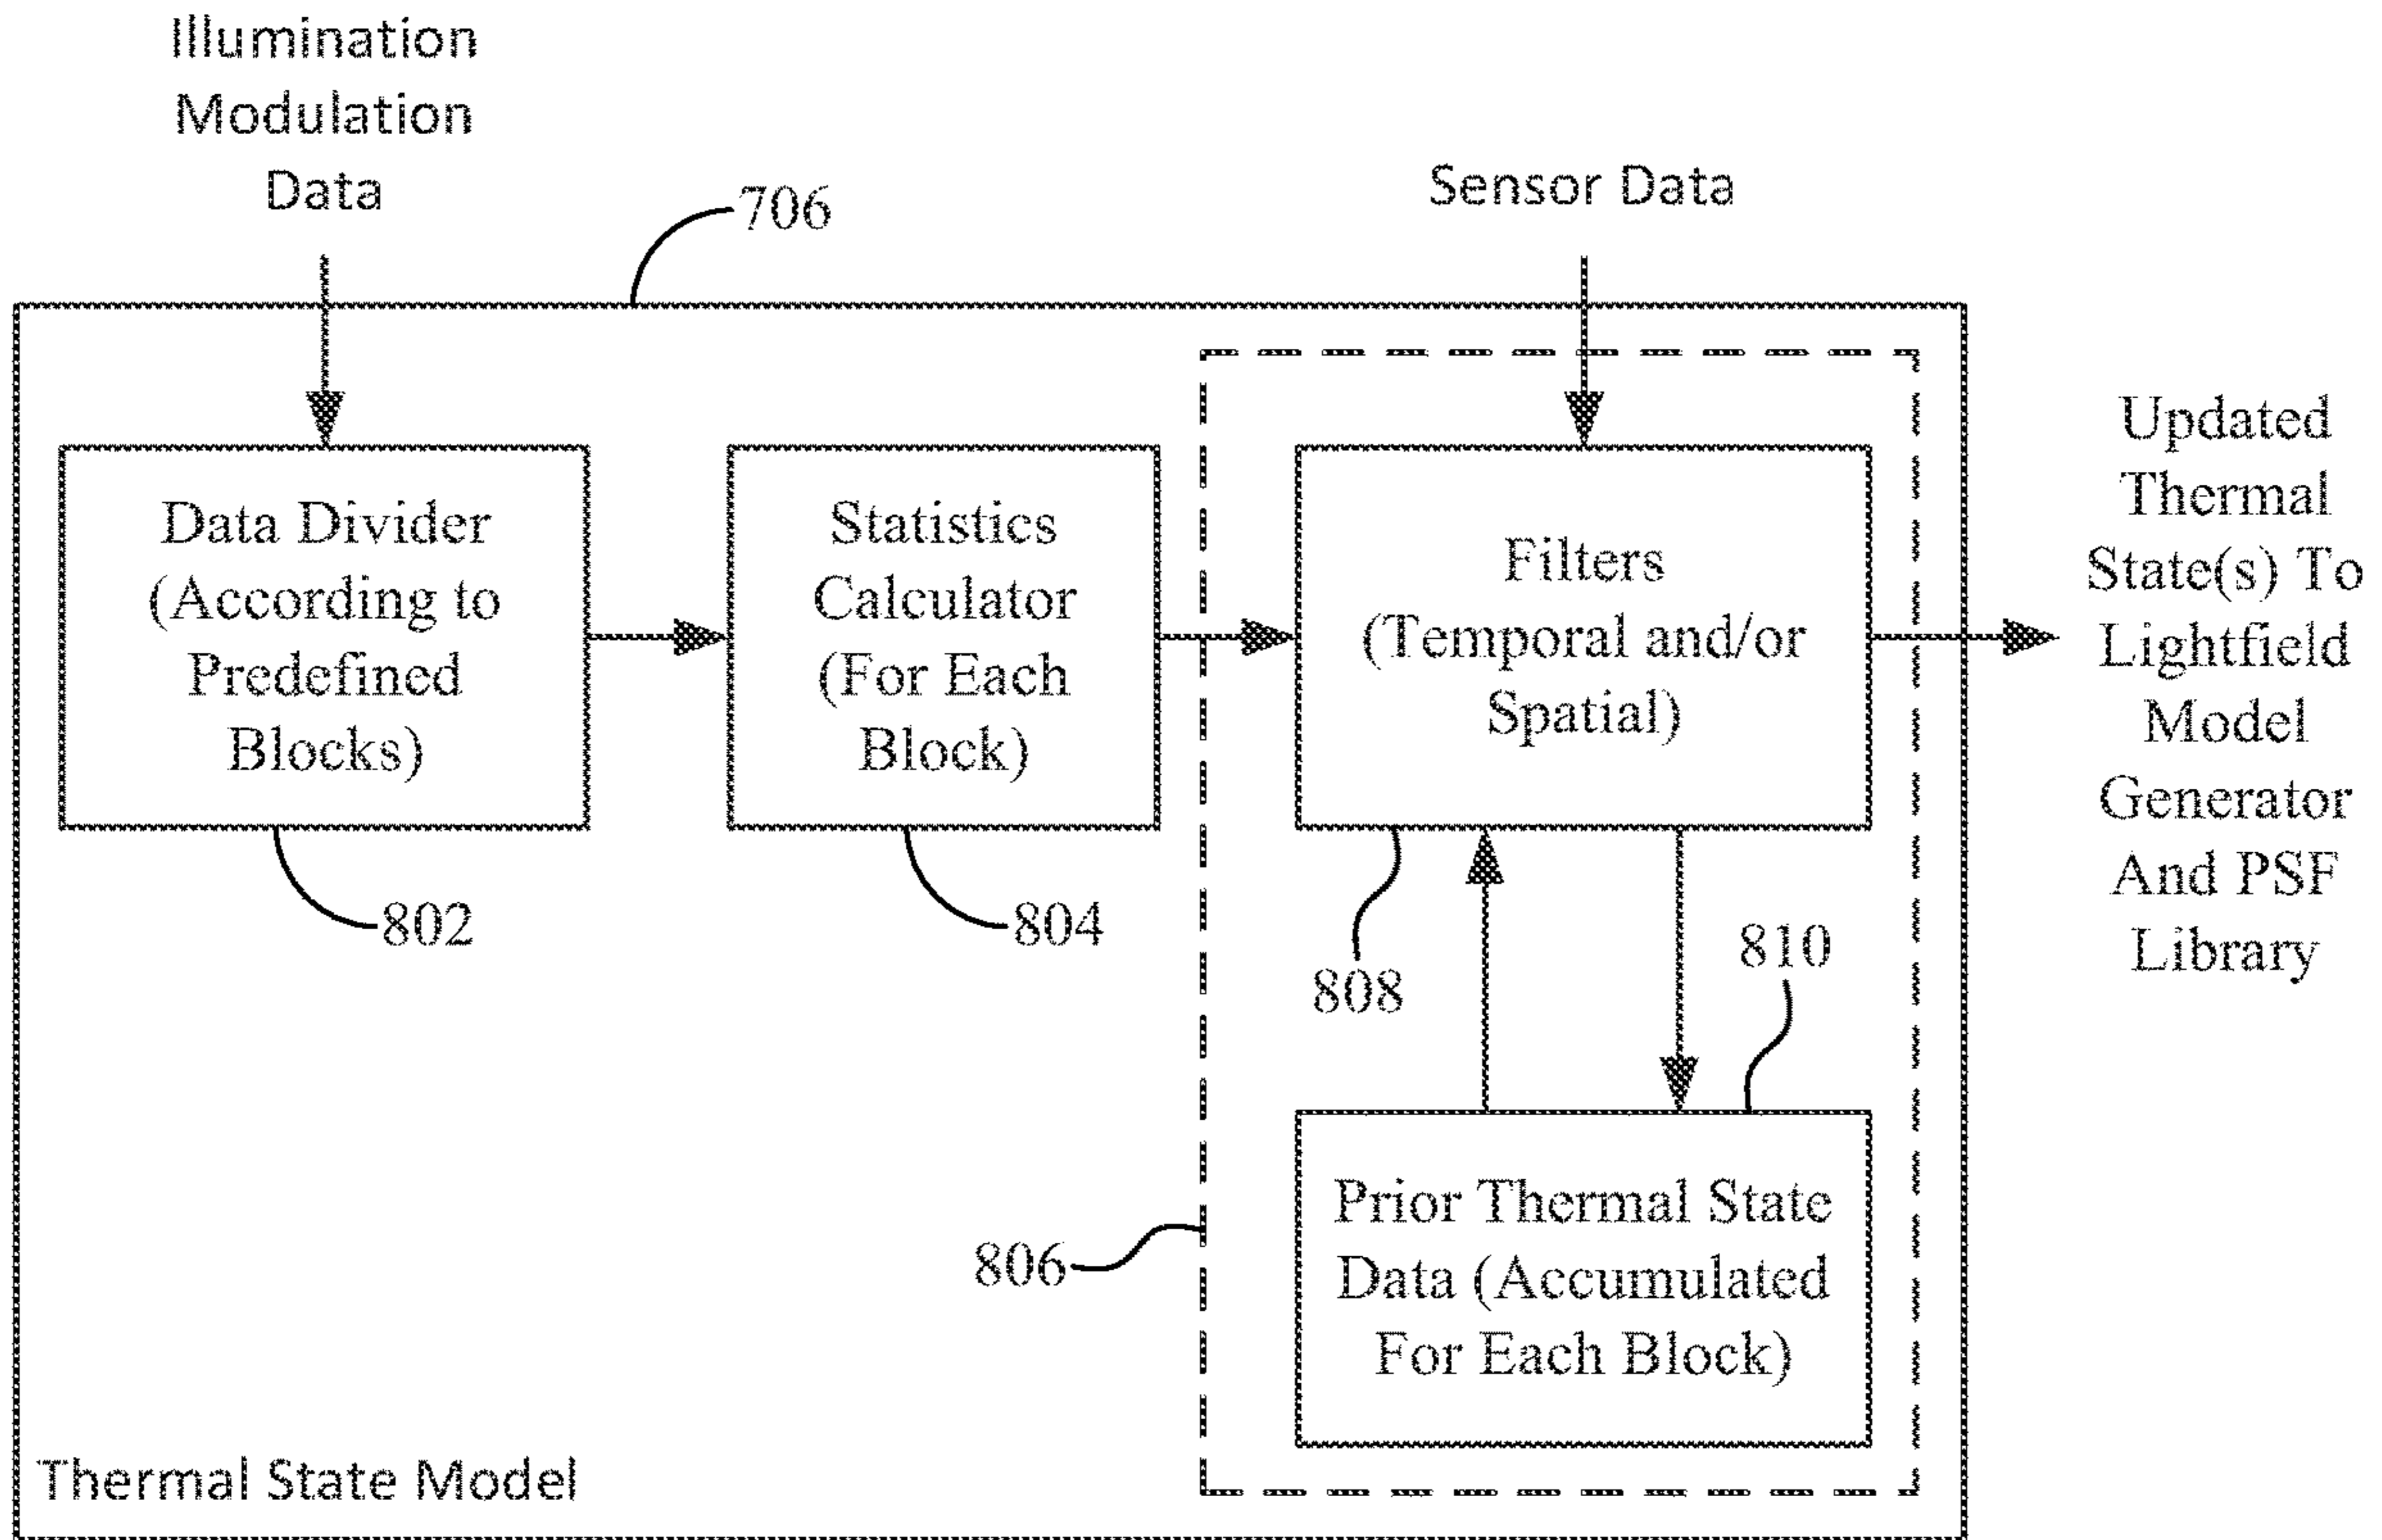 Illumination
Modulation
Data
706
Sensor Data
Data Divider
(According to
Predefined
Blocks)
802
Statistics
Calculator
(For Each
Block)
804
Filters
(Temporal and/or
Spatial)
808
810
Prior Thermal State
Data (Accumulated
For Each Block)
806
Updated
Thermal
State(s) To
Lightfield
Model
Generator
And PSF
Library
Thermal State Model